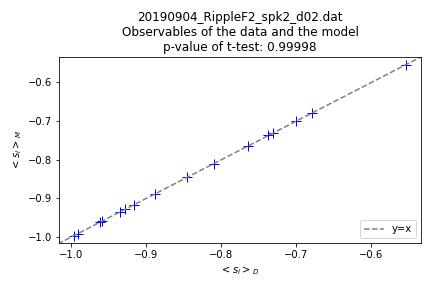 20190904_RippleF2_spk2_d02.dat
Observables of the data and the model
p-value of t-test: 0.99998
−0.6
−0.7
−0.8
−0.9
−1.0
< s_i >_M
y=x
−1.0 −0.9 −0.8 −0.7 −0.6
< s_i >_D